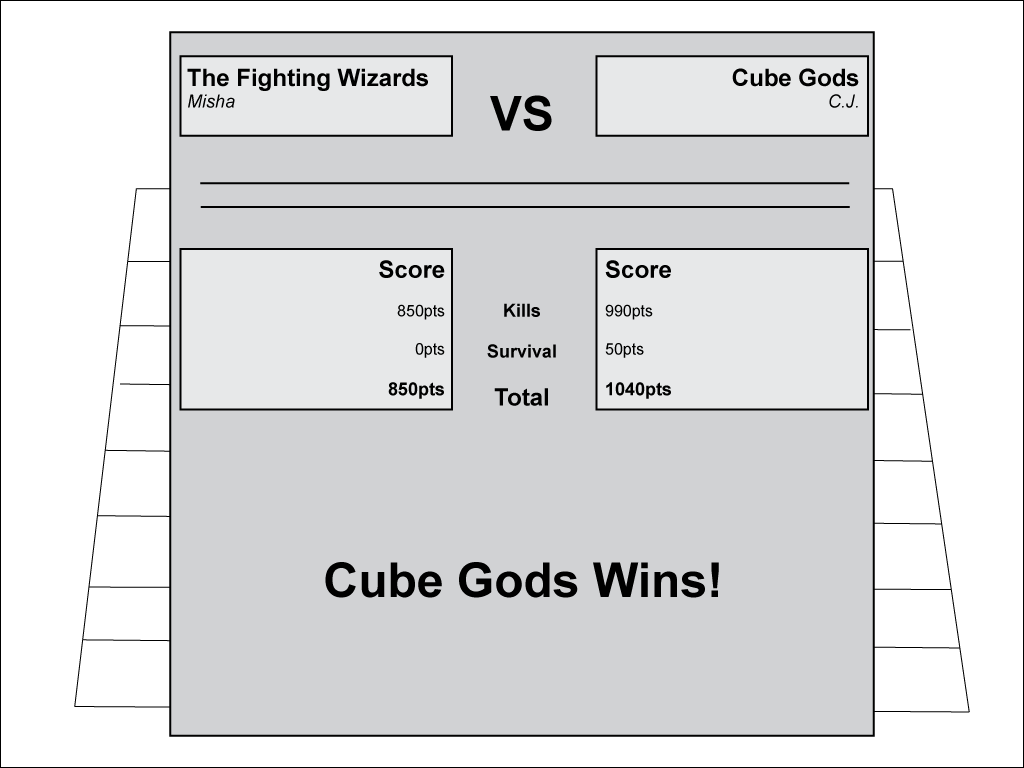 The Fighting Wizards
Misha
VS
Cube Gods
C.J.
Score
Score
850pts
Kills
990pts
0pts
Survival
50pts
850pts
Total
1040pts
Cube Gods Wins!